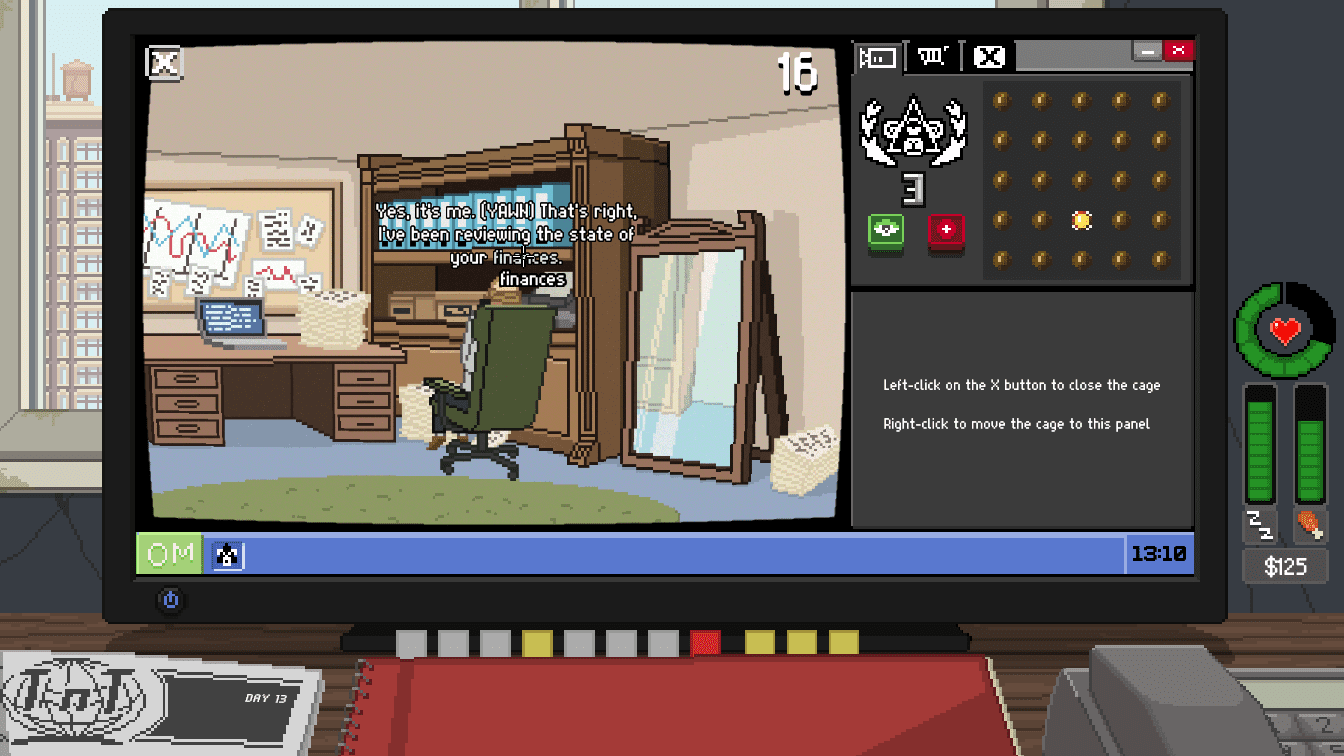 16
Yes, it's me. (YAWN) That's right,
I've been reviewing the state of
your finances.
finances
3
Left-click on the X button to close the cage
Right-click to move the cage to this panel
OM
13:10
$125
TnT
DAY 13
2